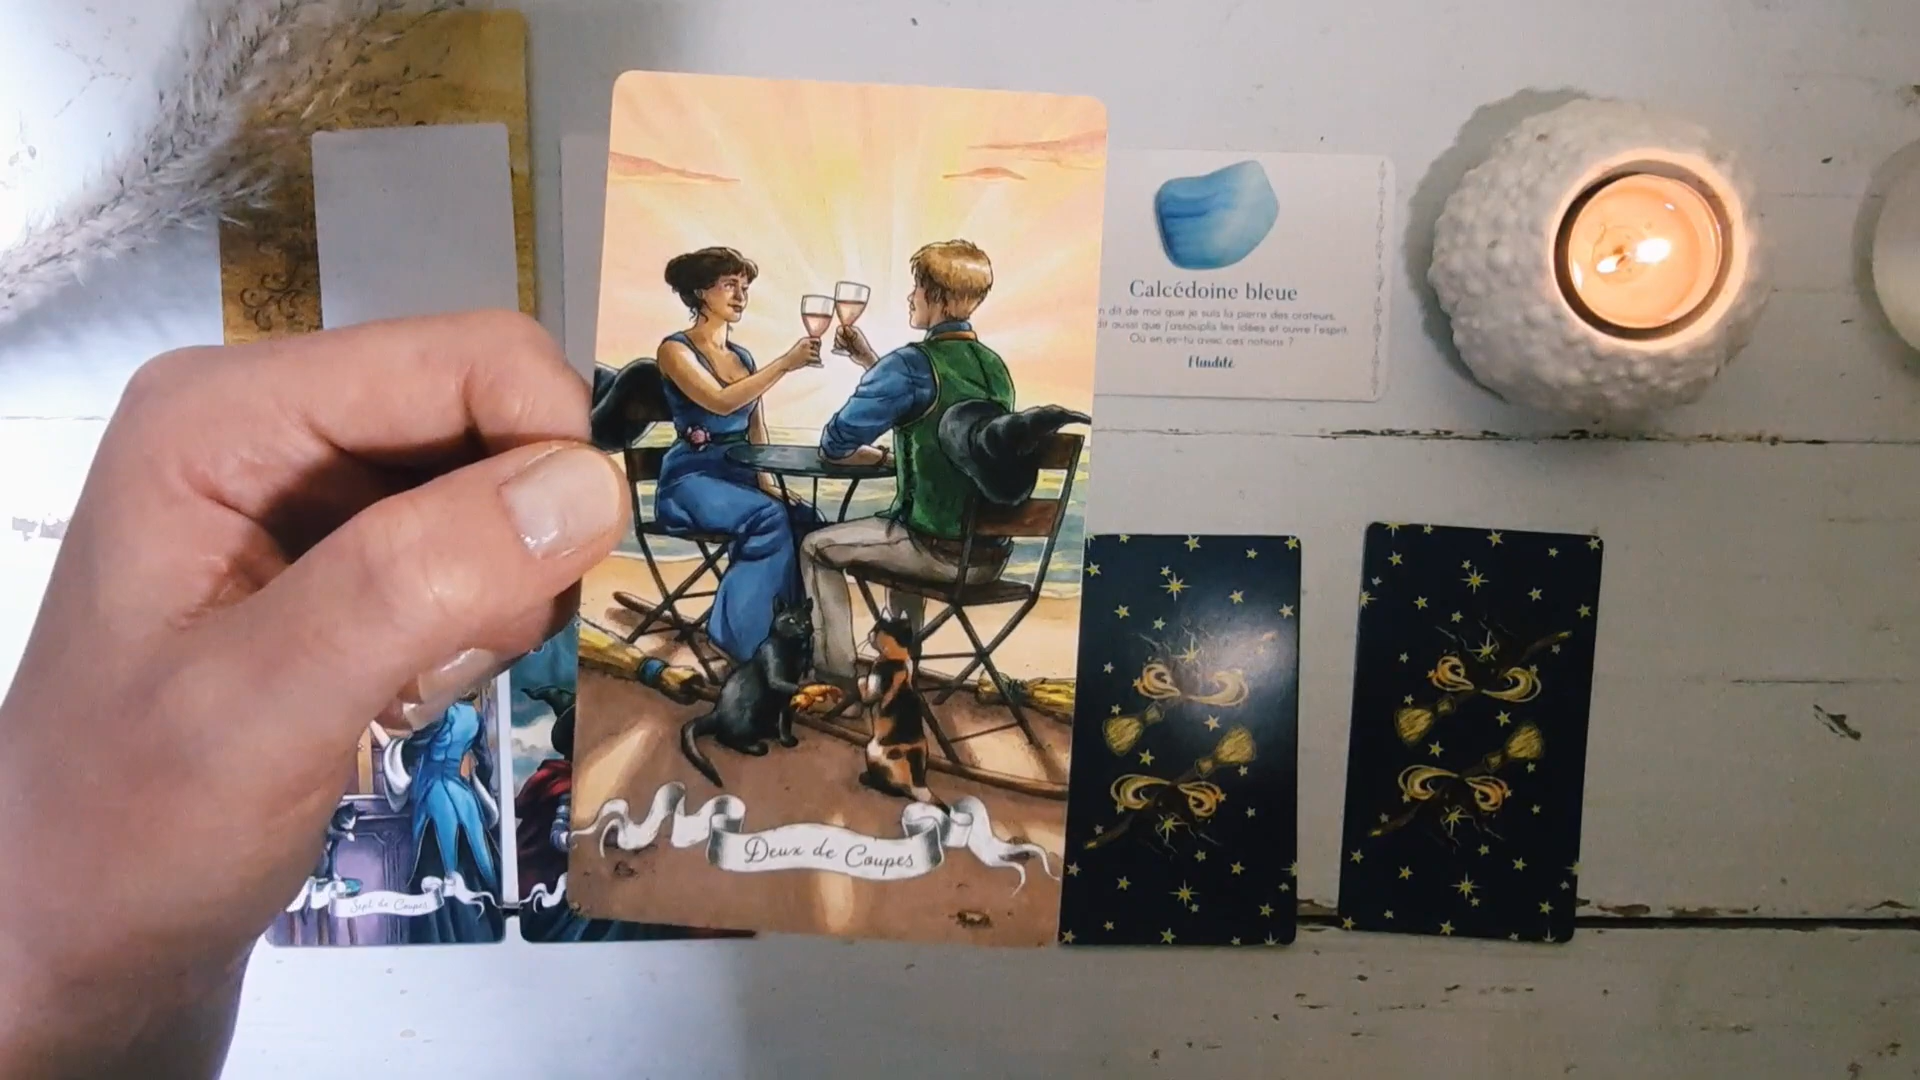 Calcédoine bleue
n dit de moi que je suis la pierre des orateurs.
dit aussi que j'assouplis les idées et ouvre l'esprit.
Où en es-tu avec ces notions ?
Fluidité
Deux de Coupes
Sept de Coupes